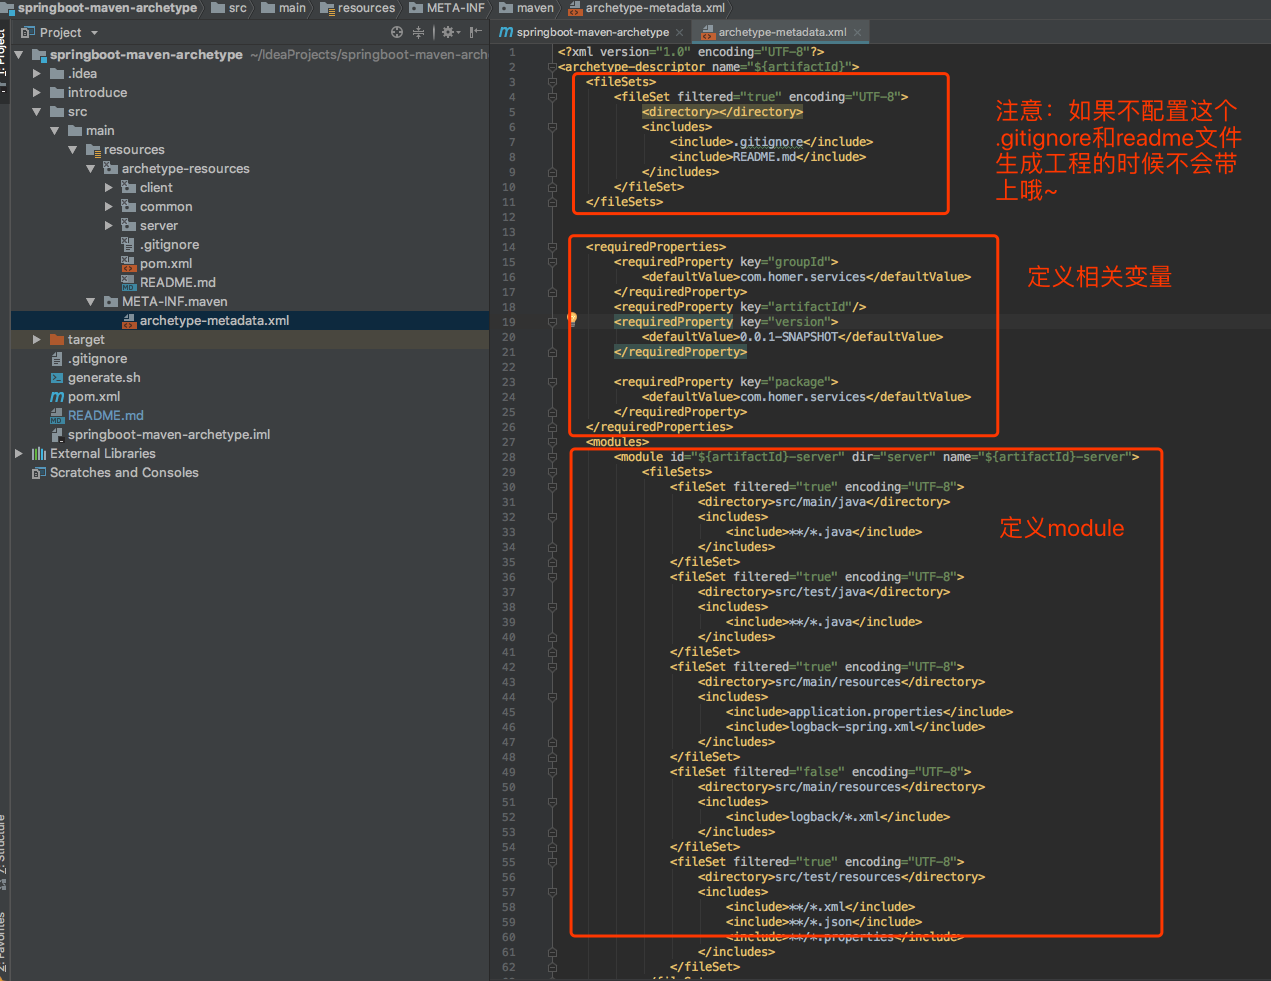 springboot-maven-archetype src main resources META-INF maven archetype-metadata.xml
Project
springboot-maven-archetype archetype-metadata.xml
1: Project
springboot-maven-archetype ~/IdeaProjects/springboot-maven-arch
.idea
introduce
src
main
resources
archetype-resources
client
common
server
.gitignore
pom.xml
README.md
META-INF.maven
archetype-metadata.xml
target
.gitignore
generate.sh
pom.xml
README.md
springboot-maven-archetype.iml
External Libraries
Scratches and Consoles
Z: Structure
2: Favorites
1 <?xml version="1.0" encoding="UTF-8"?>
2 <archetype-descriptor name="${artifactId}">
3 <fileSets>
4 <fileSet filtered="true" encoding="UTF-8">
5 <directory></directory>
6 <includes>
7 <include>.gitignore</include>
8 <include>README.md</include>
9 </includes>
10 </fileSet>
11 </fileSets>
12
13
14 <requiredProperties>
15 <requiredProperty key="groupId">
16 <defaultValue>com.homer.services</defaultValue>
17 </requiredProperty>
18 <requiredProperty key="artifactId"/>
19 <requiredProperty key="version">
20 <defaultValue>0.0.1-SNAPSHOT</defaultValue>
21 </requiredProperty>
22
23 <requiredProperty key="package">
24 <defaultValue>com.homer.services</defaultValue>
25 </requiredProperty>
26 </requiredProperties>
27 <modules>
28 <module id="${artifactId}-server" dir="server" name="${artifactId}-server">
29 <fileSets>
30 <fileSet filtered="true" encoding="UTF-8">
31 <directory>src/main/java</directory>
32 <includes>
33 <include>**/*.java</include>
34 </includes>
35 </fileSet>
36 <fileSet filtered="true" encoding="UTF-8">
37 <directory>src/test/java</directory>
38 <includes>
39 <include>**/*.java</include>
40 </includes>
41 </fileSet>
42 <fileSet filtered="true" encoding="UTF-8">
43 <directory>src/main/resources</directory>
44 <includes>
45 <include>application.properties</include>
46 <include>logback-spring.xml</include>
47 </includes>
48 </fileSet>
49 <fileSet filtered="false" encoding="UTF-8">
50 <directory>src/main/resources</directory>
51 <includes>
52 <include>logback/*.xml</include>
53 </includes>
54 </fileSet>
55 <fileSet filtered="true" encoding="UTF-8">
56 <directory>src/test/resources</directory>
57 <includes>
58 <include>**/*.xml</include>
59 <include>**/*.json</include>
60 <include>**/*.properties</include>
61 </includes>
62 </fileSet>
注意：如果不配置这个
.gitignore和readme文件
生成工程的时候不会带
上哦~
定义相关变量
定义module